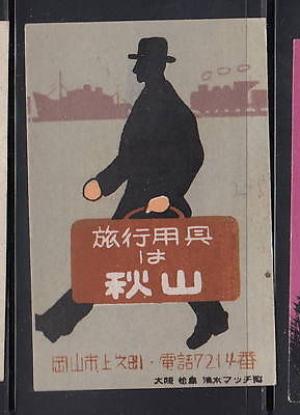 旅行用具
は
秋山
岡山市上之町・電話7214番
大阪 松島 清水マッチ製